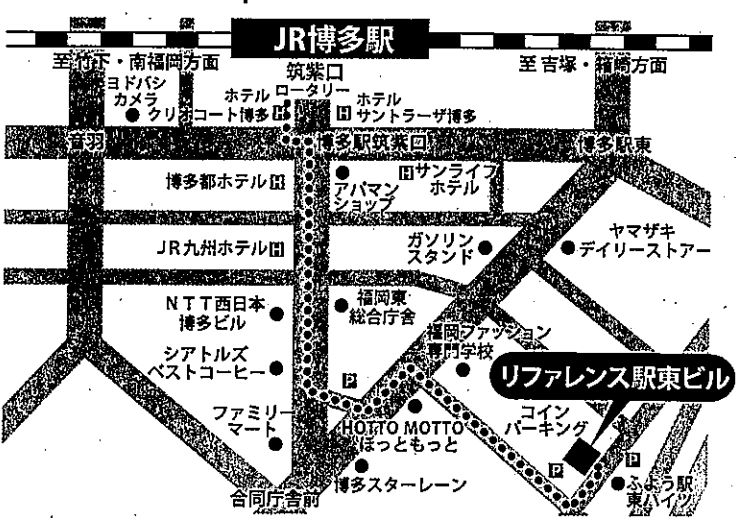 JR博多駅
至 竹下・南福岡方面
筑紫口
ロータリー
至 吉塚・箱崎方面
ヨドバシ
カメラ
ホテル
クリオコート博多 H
H ホテル
サントラーザ博多
音羽
博多駅筑紫口
博多駅東
博多都ホテル H
アパマン
ショップ
H サンライフ
ホテル
JR九州ホテル H
ガソリン
スタンド
ヤマザキ
デイリーストアー
NTT西日本
博多ビル
福岡東
総合庁舎
福岡ファッション
専門学校
シアトルズ
ベストコーヒー
P
リファレンス駅東ビル
ファミリー
マート
HOTTO MOTTO
ほっともっと
コイン
パーキング
P
P
博多スターレーン
ふよう駅
東ハイツ
合同庁舎前